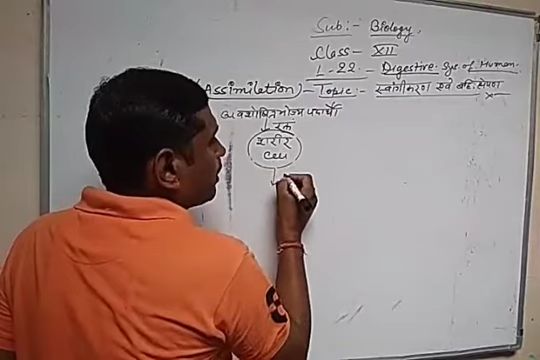 Sub:- Biology.
Class- XII
L-22- Digestive Sys. of Human.
(Assimilation)- Topic:- स्वांगीकरण एवं बहिःक्षेपण
अवशोषित भोज्य पदार्थों
रक्त
शरीर
Cell